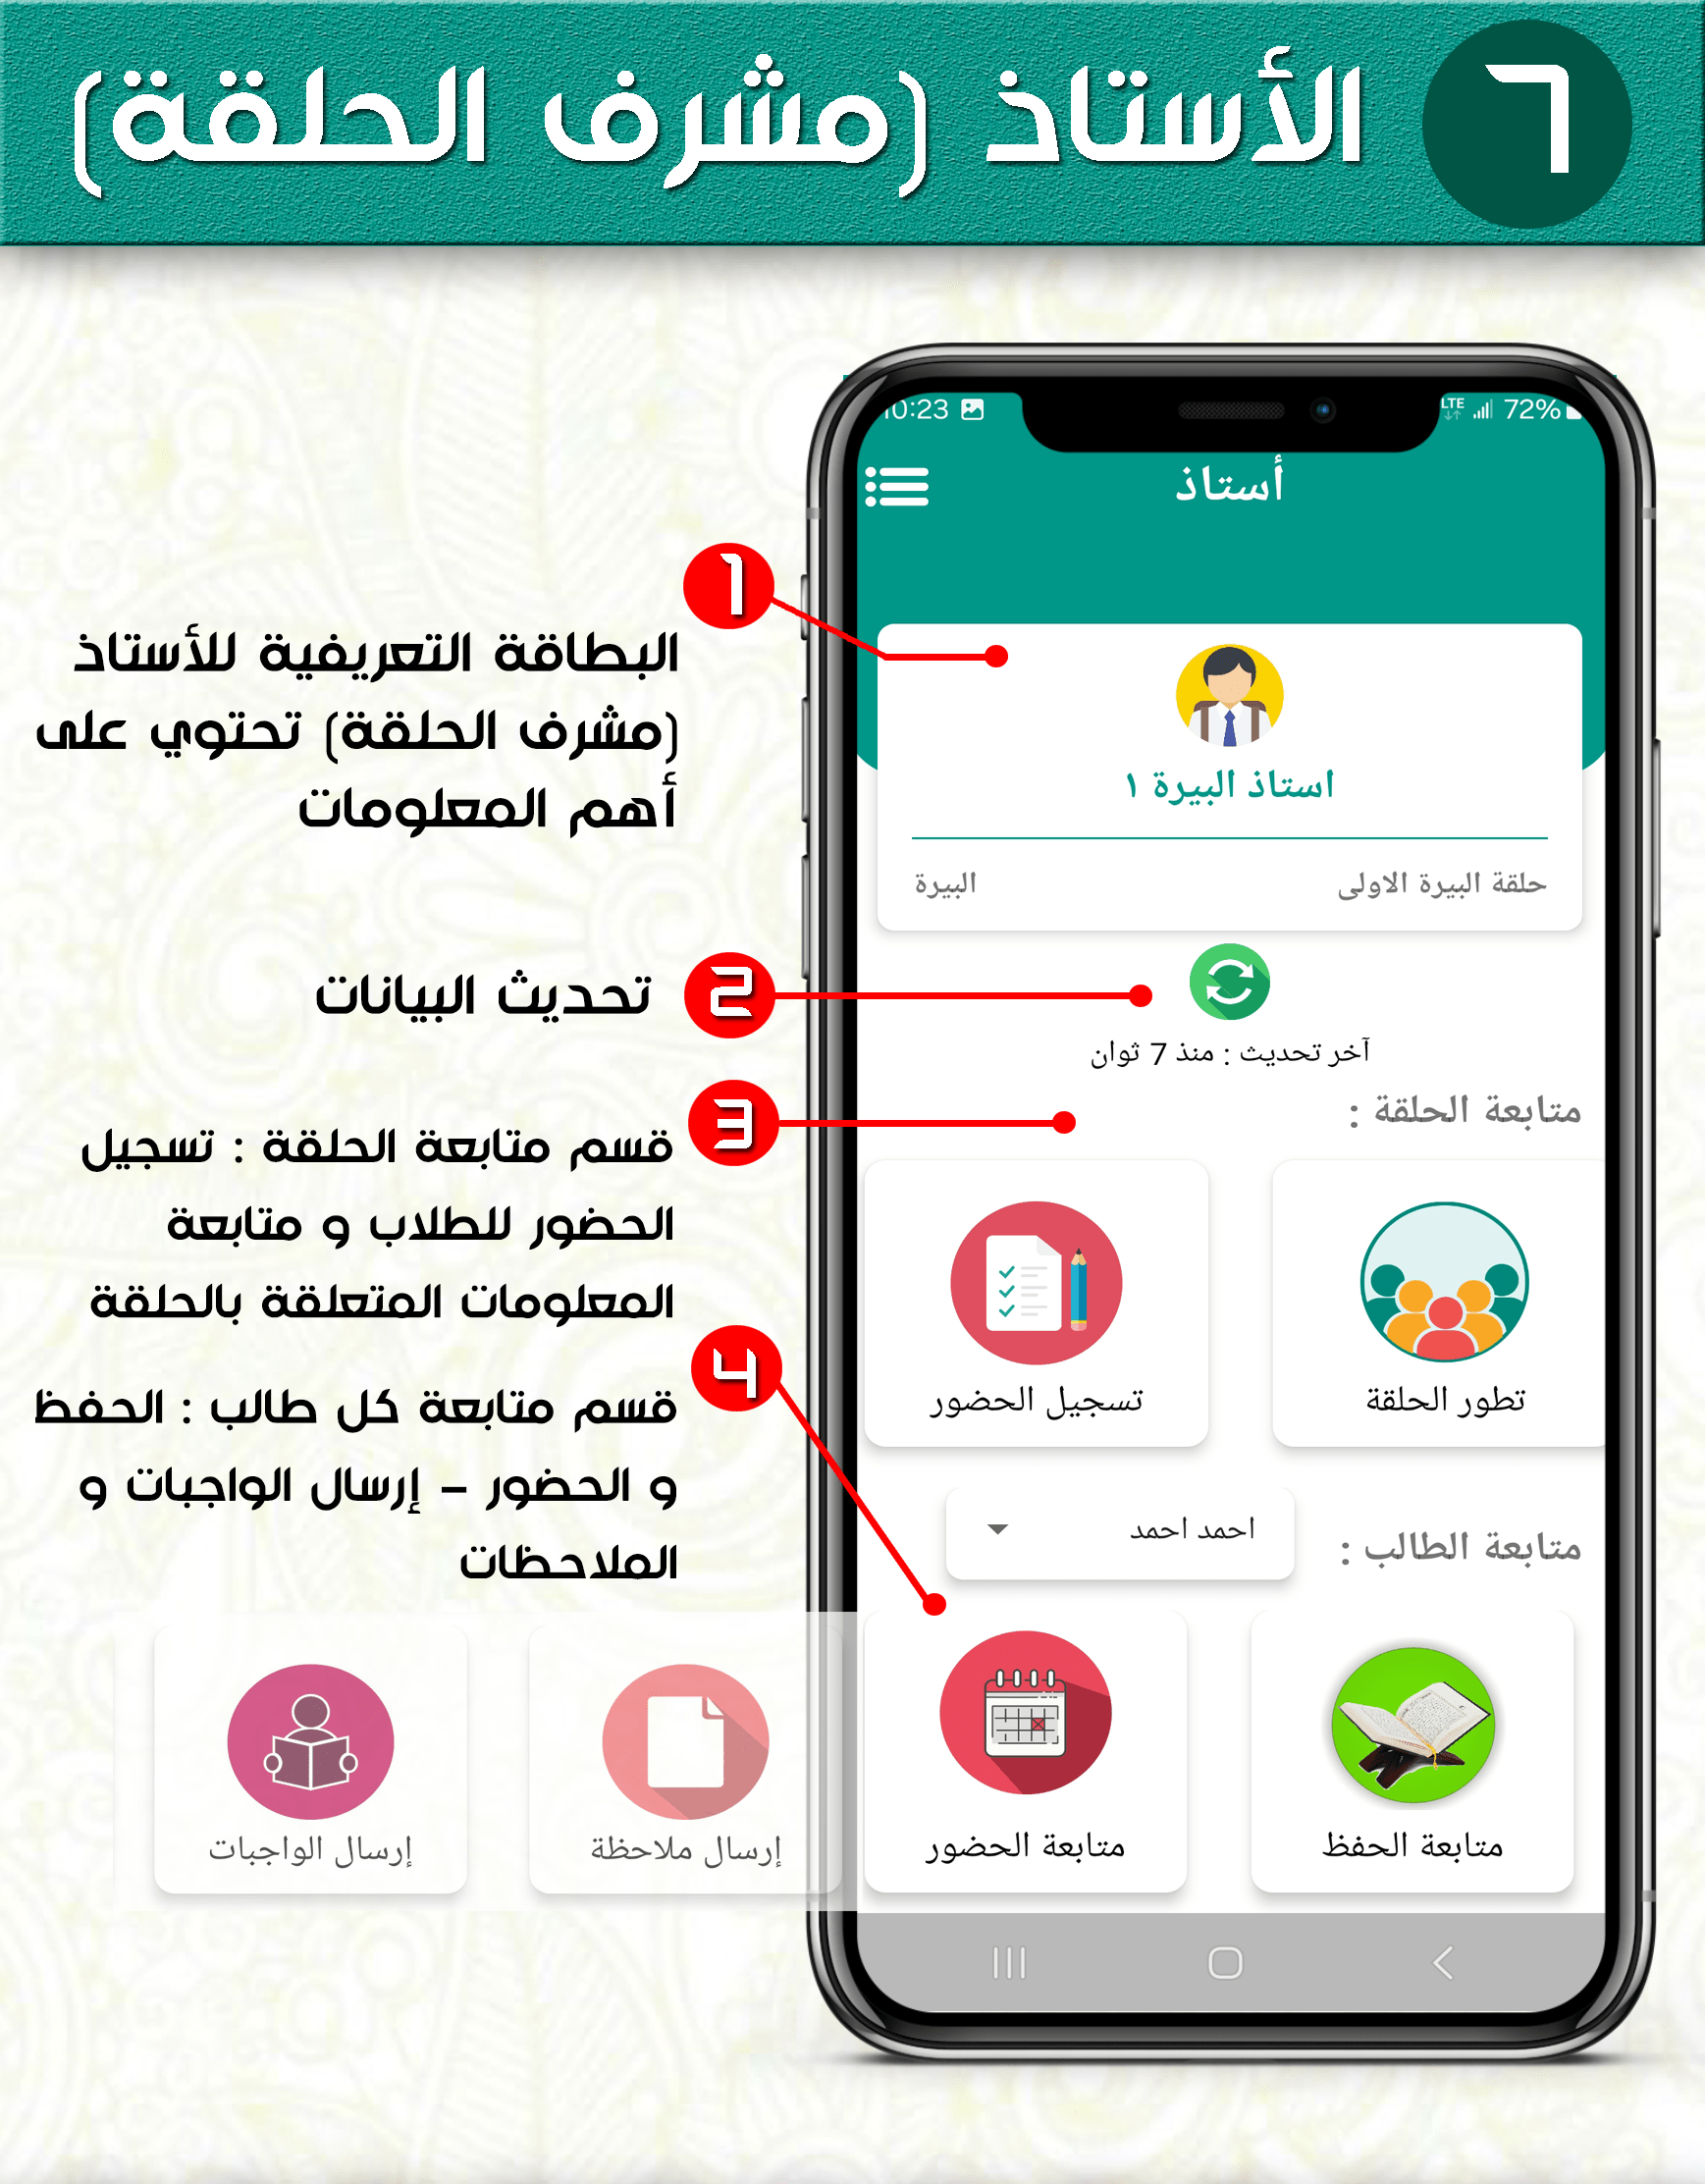 ٦
الأستاذ (مشرف الحلقة)
10:23
LTE
72%
أستاذ
١
البطاقة التعريفية للأستاذ
(مشرف الحلقة) تحتوي على
أهم المعلومات
استاذ البيرة ١
حلقة البيرة الاولى
البيرة
2
تحديث البيانات
آخر تحديث : منذ 7 ثوان
متابعة الحلقة :
3
قسم متابعة الحلقة : تسجيل
الحضور للطلاب و متابعة
المعلومات المتعلقة بالحلقة
تطور الحلقة
تسجيل الحضور
4
قسم متابعة كل طالب : الحفظ
و الحضور – إرسال الواجبات و
الملاحظات
متابعة الطالب :
احمد احمد
متابعة الحفظ
متابعة الحضور
إرسال ملاحظة
إرسال الواجبات